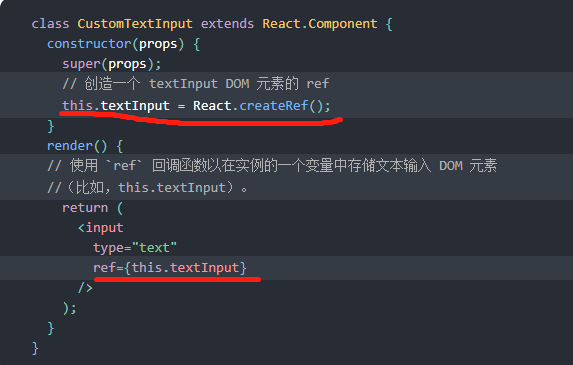 class CustomTextInput extends React.Component {
constructor(props) {
super(props);
// 创造一个 textInput DOM 元素的 ref
this.textInput = React.createRef();
}
render() {
// 使用 `ref` 回调函数以在实例的一个变量中存储文本输入 DOM 元素
//（比如，this.textInput）。
return (
<input
type="text"
ref={this.textInput}
/>
);
}
}